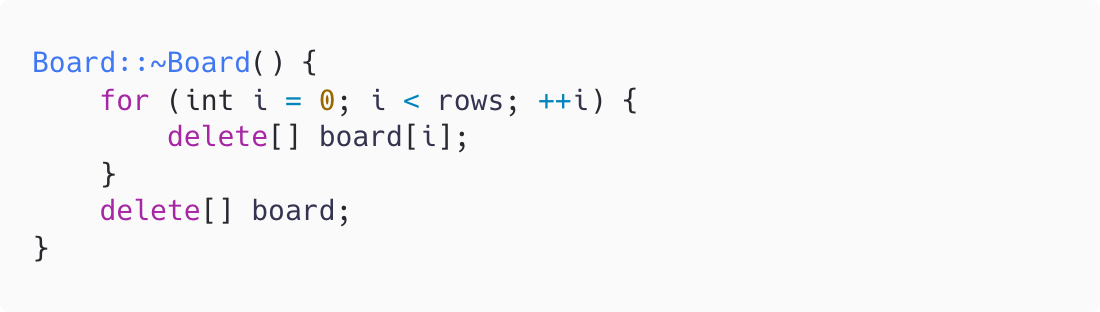 Board::~Board() {
    for (int i = 0; i < rows; ++i) {
        delete[] board[i];
    }
    delete[] board;
}